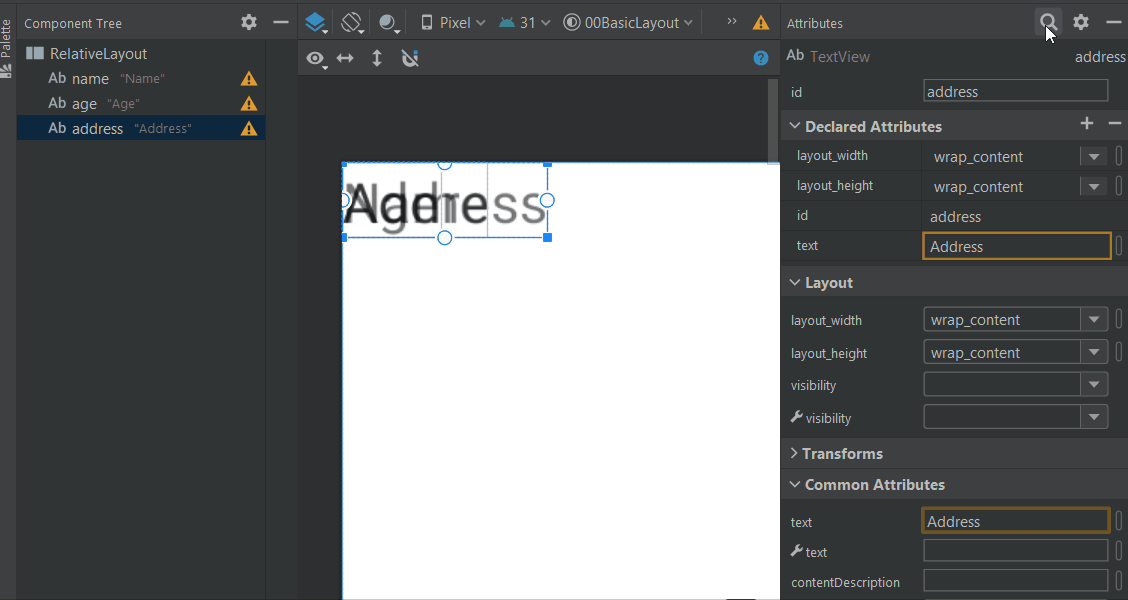 Palette
Component Tree
RelativeLayout
Ab name "Name"
Ab age "Age"
Ab address "Address"
Pixel 31 00BasicLayout >>
?
Address
Attributes
Ab TextView address
id address
Declared Attributes + −
layout_width wrap_content
layout_height wrap_content
id address
text Address
Layout
layout_width wrap_content
layout_height wrap_content
visibility
visibility
Transforms
Common Attributes
text Address
text
contentDescription